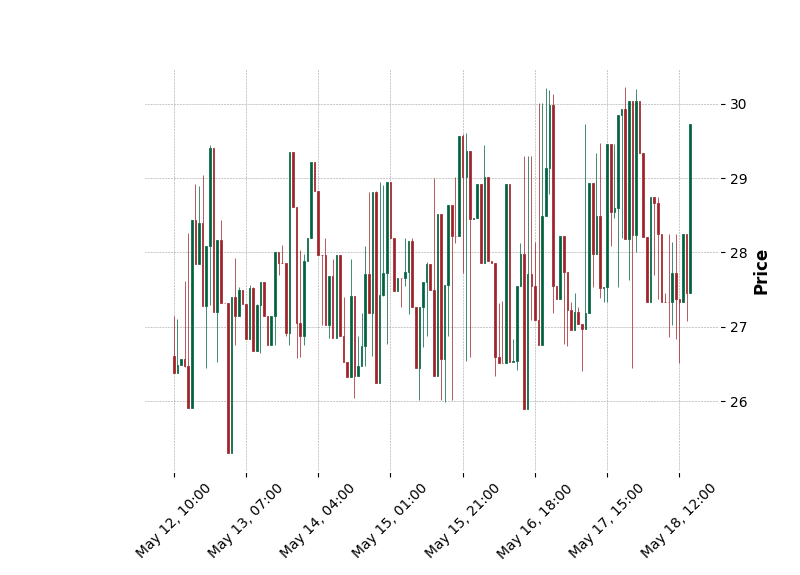 30
29
28
27
26
Price
May 12, 10:00
May 13, 07:00
May 14, 04:00
May 15, 01:00
May 15, 21:00
May 16, 18:00
May 17, 15:00
May 18, 12:00